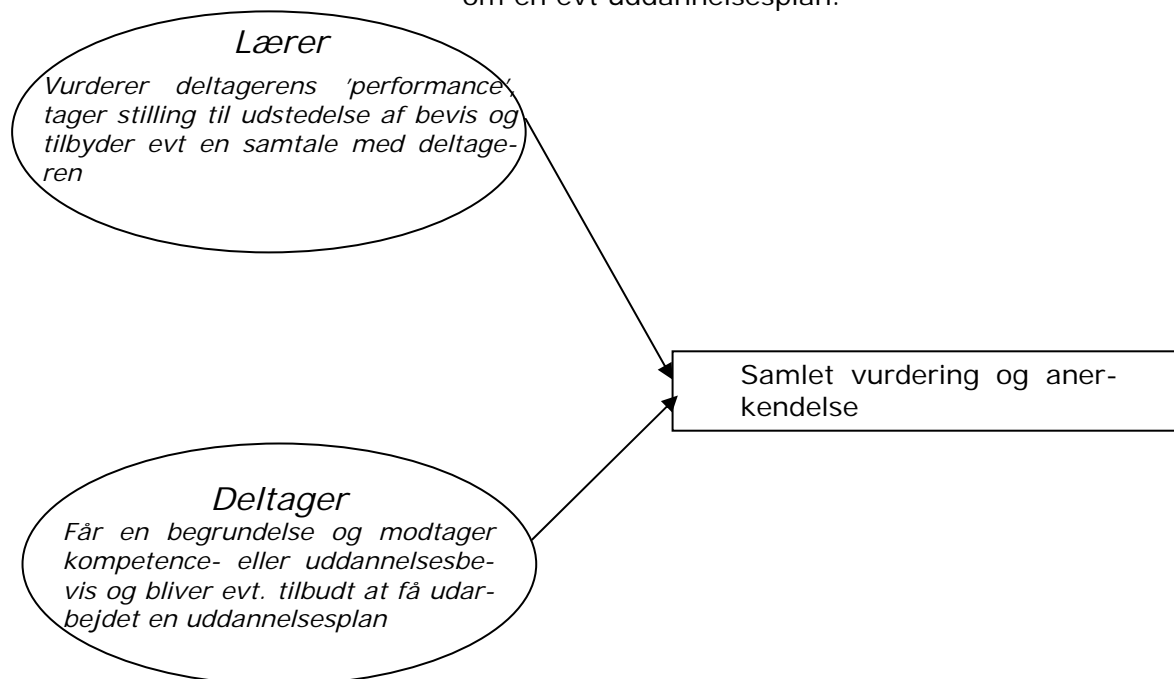 om en evt uddannelsesplan.
Lærer
Vurderer deltagerens 'performance',
tager stilling til udstedelse af bevis og
tilbyder evt en samtale med deltage-
ren
Samlet vurdering og aner-
kendelse
Deltager
Får en begrundelse og modtager
kompetence- eller uddannelsesbe-
vis og bliver evt. tilbudt at få udar-
bejdet en uddannelsesplan